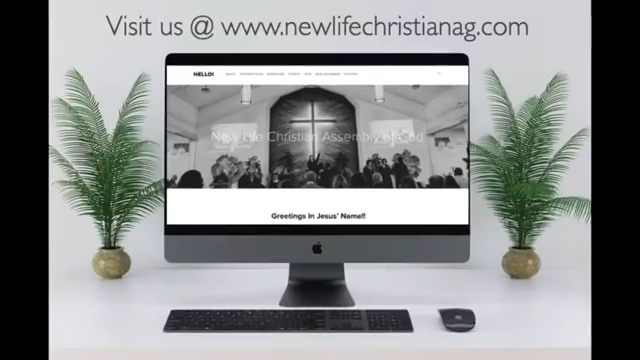 Visit us @ www.newlifechristianag.com
HELLO!
New Life Christian Assembly of God
Greetings In Jesus' Name!!